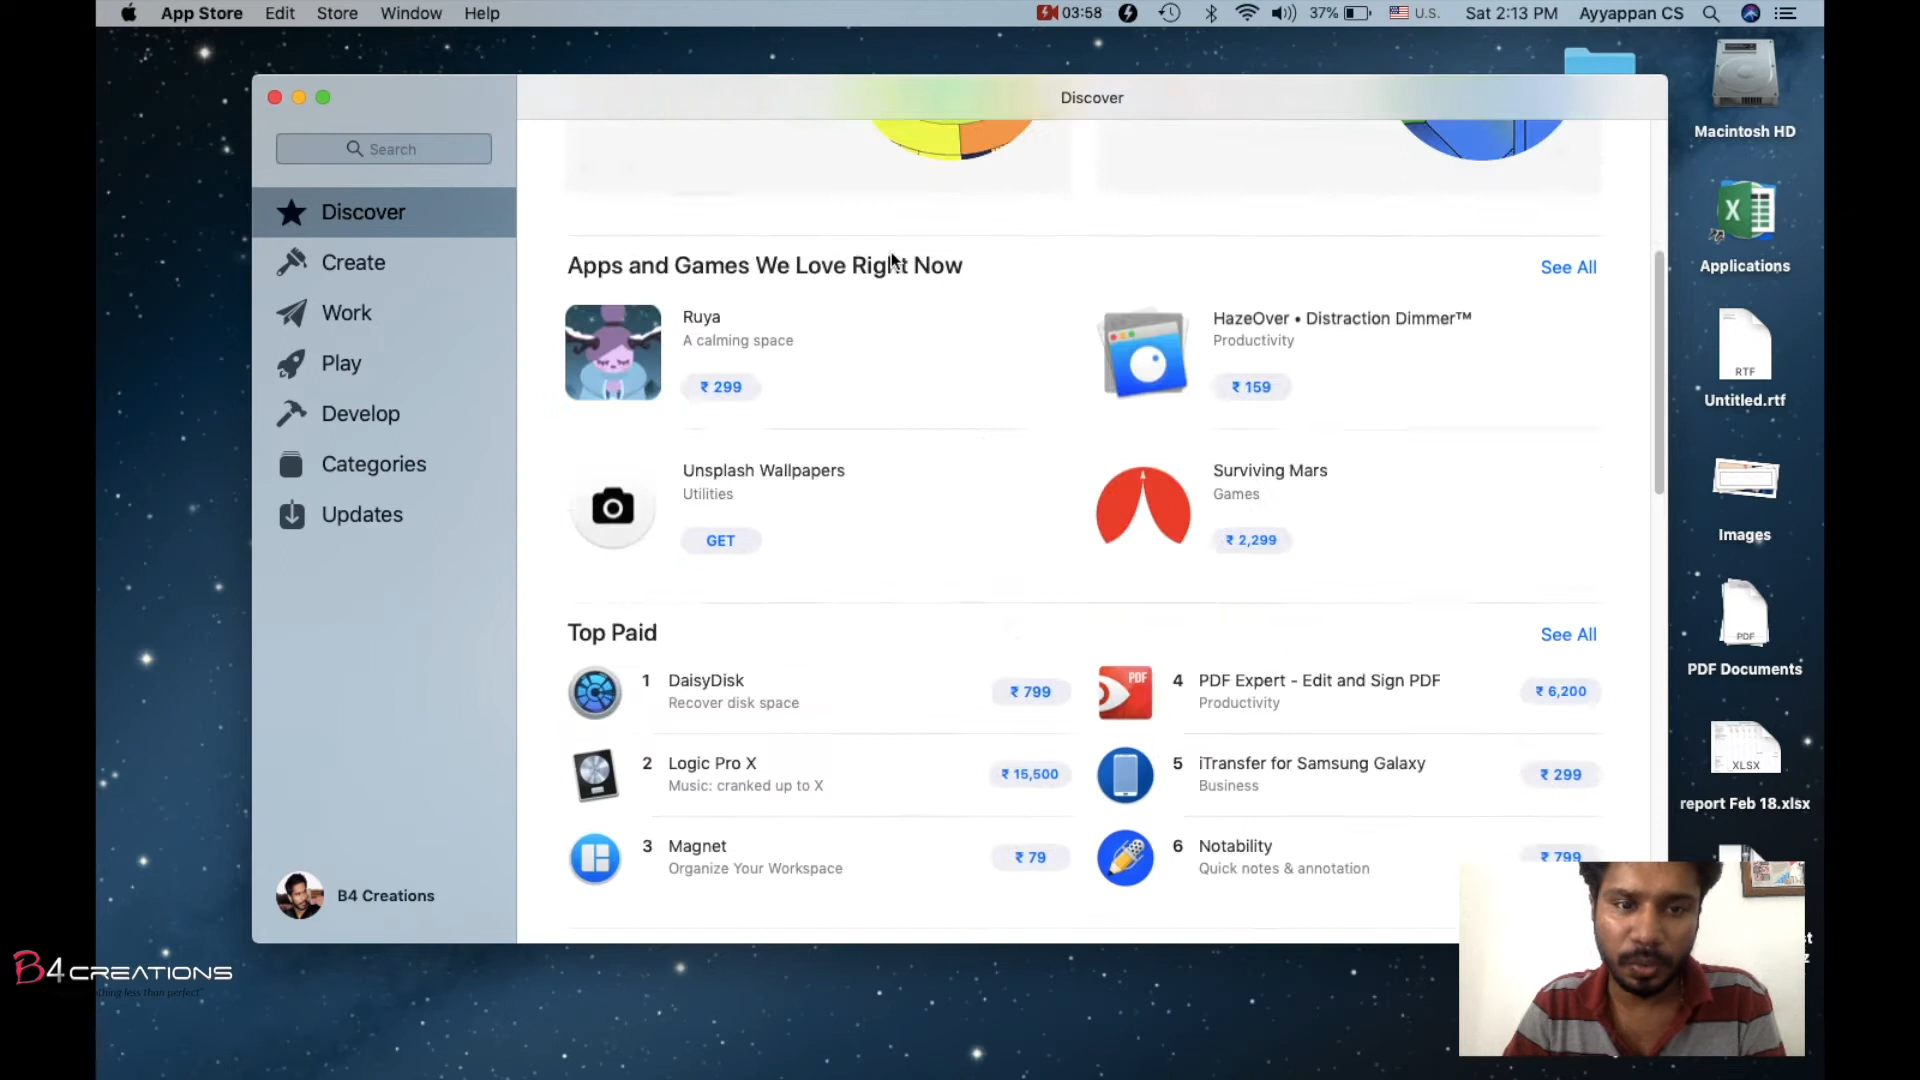 App Store Edit Store Window Help
03:58 37% U.S. Sat 2:13 PM Ayyappan CS
Discover
Search
Discover
Create
Work
Play
Develop
Categories
Updates
B4 Creations
Apps and Games We Love Right Now
See All
Ruya
A calming space
₹ 299
HazeOver • Distraction Dimmer™
Productivity
₹ 159
Unsplash Wallpapers
Utilities
GET
Surviving Mars
Games
₹ 2,299
Top Paid
See All
1 DaisyDisk
Recover disk space
₹ 799
2 Logic Pro X
Music: cranked up to X
₹ 15,500
3 Magnet
Organize Your Workspace
₹ 79
4 PDF Expert - Edit and Sign PDF
Productivity
₹ 6,200
PDF
5 iTransfer for Samsung Galaxy
Business
₹ 299
6 Notability
Quick notes & annotation
₹ 799
Macintosh HD
X
Applications
RTF
Untitled.rtf
Images
PDF
PDF Documents
XLSX
report Feb 18.xlsx
B4CREATIONS
thing less than perfect"